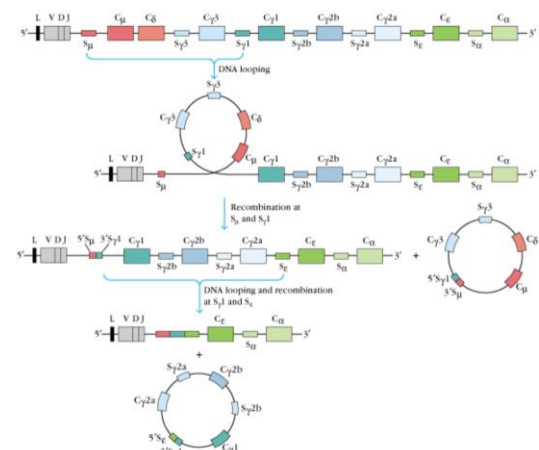 L V D J Cμ Cδ Cγ3 Cγ1 Cγ2b Cγ2a Cε Cα
5′ 3′
Sμ Sγ3 Sγ1 Sγ2b Sγ2a Sε Sα
DNA looping
Sγ3
Cγ3 Cδ
Sγ1 Cμ
L V D J Cγ1 Cγ2b Cγ2a Cε Cα
5′ 3′
Sμ Sγ2b Sγ2a Sε Sα
Recombination at
Sμ and Sγ1
L V D J 5′Sμ 3′Sγ1 Cγ1 Cγ2b Cγ2a Cε Cα
5′ 3′ +
Sγ2b Sγ2a Sε Sα
Sγ3
Cγ3 Cδ
5′Sγ1
3′Sμ Cμ
DNA looping and recombination
at Sγ1 and Sε
L V D J Cε Cα
5′ 3′
Sα
+
Sγ2a Cγ2b
Cγ2a Sγ2b
5′Sε
Cγ1